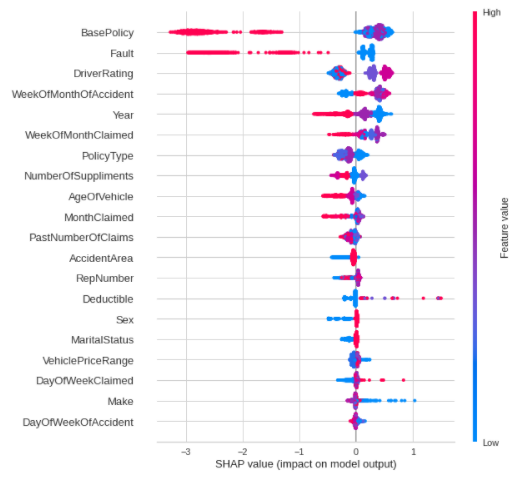 High
BasePolicy
Fault
DriverRating
WeekOfMonthOfAccident
Year
WeekOfMonthClaimed
PolicyType
NumberOfSuppliments
AgeOfVehicle
MonthClaimed
PastNumberOfClaims
AccidentArea
RepNumber
Deductible
Sex
MaritalStatus
VehiclePriceRange
DayOfWeekClaimed
Make
DayOfWeekOfAccident
Feature value
Low
−3 −2 −1 0 1
SHAP value (impact on model output)